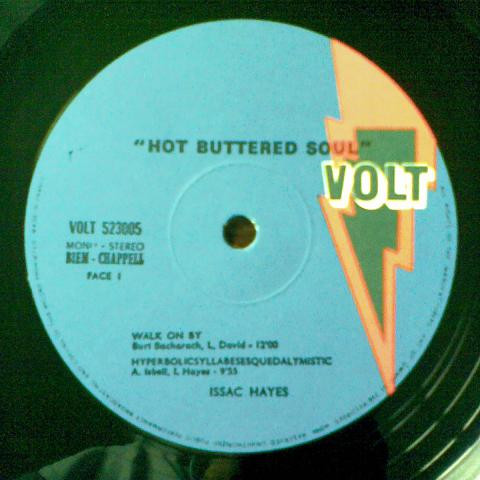 "HOT BUTTERED SOUL"
VOLT
VOLT 523005
MONO - STEREO
BIEM - CHAPPELL
FACE 1
WALK ON BY
Burt Bacharach, L. David - 12'00
HYPERBOLICSYLLABESESQUEDALYMISTIC
A. Isbell, I. Hayes - 9'55
ISSAC HAYES